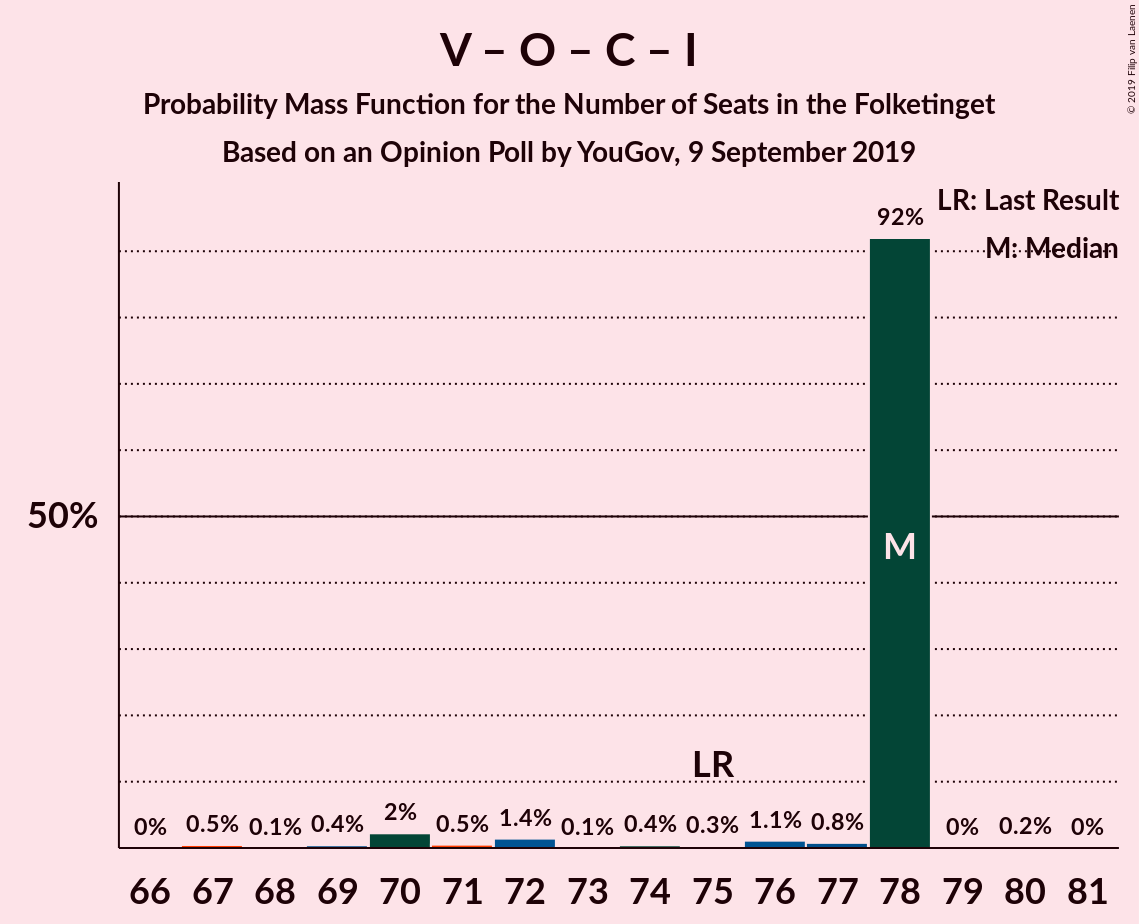 V – O – C – I
Probability Mass Function for the Number of Seats in the Folketinget
Based on an Opinion Poll by YouGov, 9 September 2019
© 2019 Filip van Laenen
LR: Last Result
M: Median
50%
92%
M
LR
0% 0.5% 0.1% 0.4% 2% 0.5% 1.4% 0.1% 0.4% 0.3% 1.1% 0.8% 0% 0.2% 0%
66 67 68 69 70 71 72 73 74 75 76 77 78 79 80 81